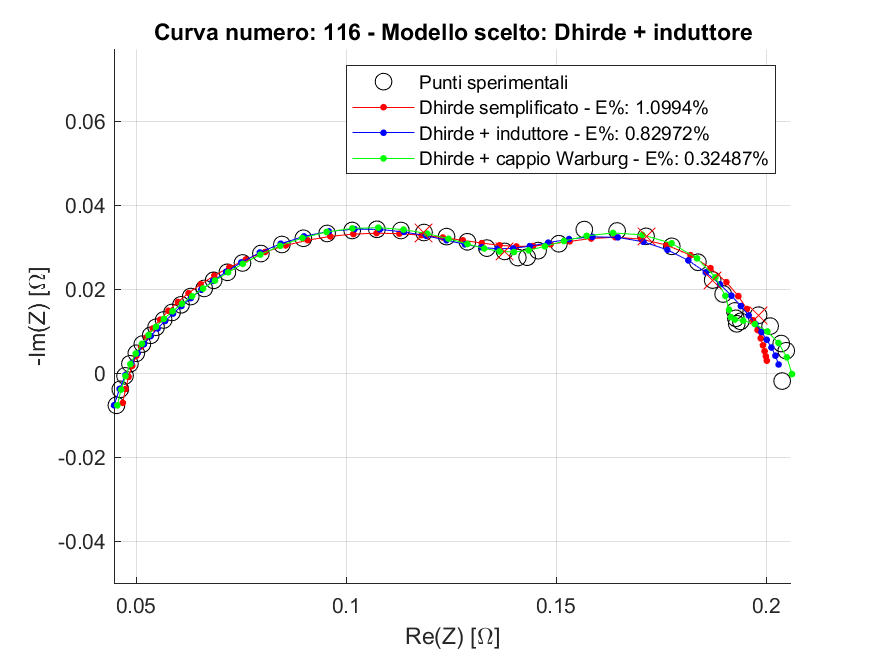 Curva numero: 116 - Modello scelto: Dhirde + induttore
Punti sperimentali
Dhirde semplificato - E%: 1.0994%
Dhirde + induttore - E%: 0.82972%
Dhirde + cappio Warburg - E%: 0.32487%
0.06
0.04
0.02
0
-0.02
-0.04
-Im(Z) [Ω]
0.05
0.1
0.15
0.2
Re(Z) [Ω]